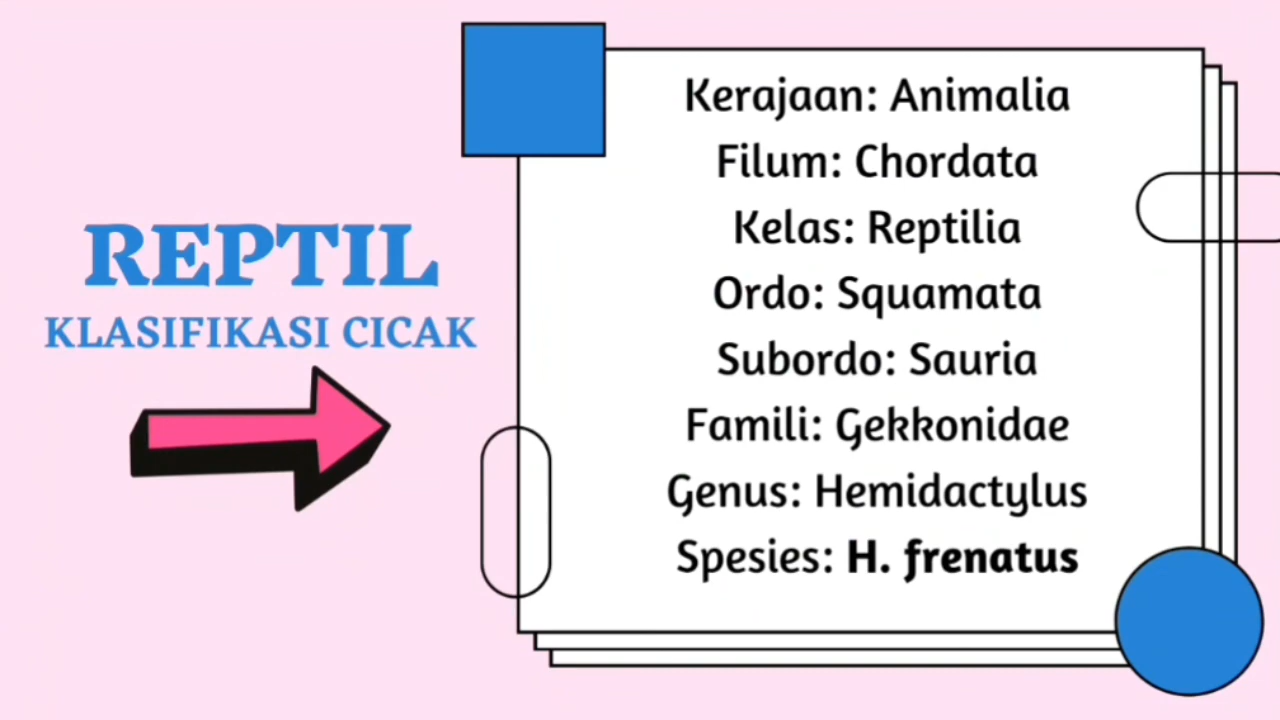 REPTIL
KLASIFIKASI CICAK
Kerajaan: Animalia
Filum: Chordata
Kelas: Reptilia
Ordo: Squamata
Subordo: Sauria
Famili: Gekkonidae
Genus: Hemidactylus
Spesies: H. frenatus